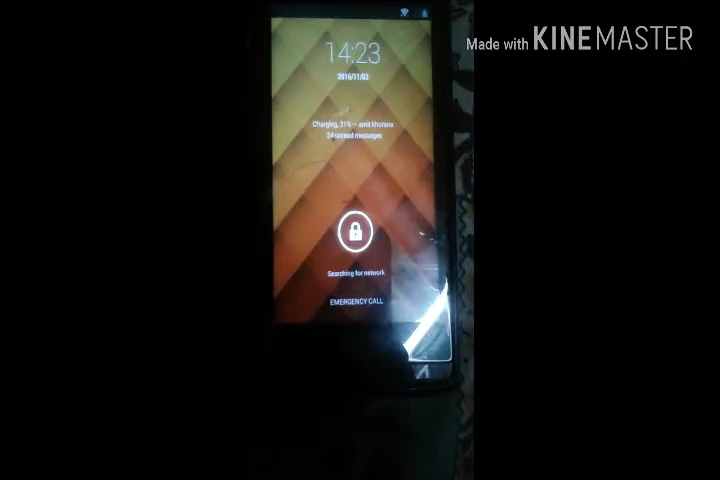 Made with KINEMASTER
14:23
2016/11/03
Charging, 31% — amit khurana
24 unread messages
Searching for network
EMERGENCY CALL